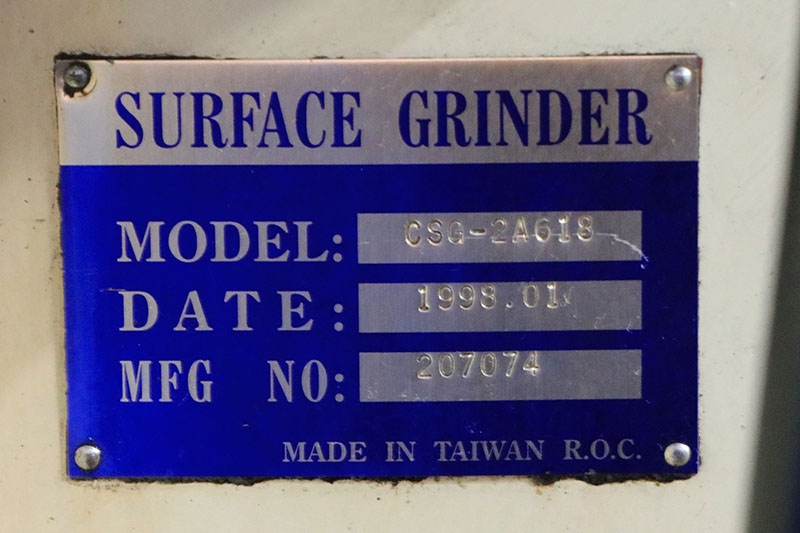 SURFACE GRINDER
MODEL: CSG-2A618
DATE: 1998.01
MFG NO: 207074
MADE IN TAIWAN R.O.C.